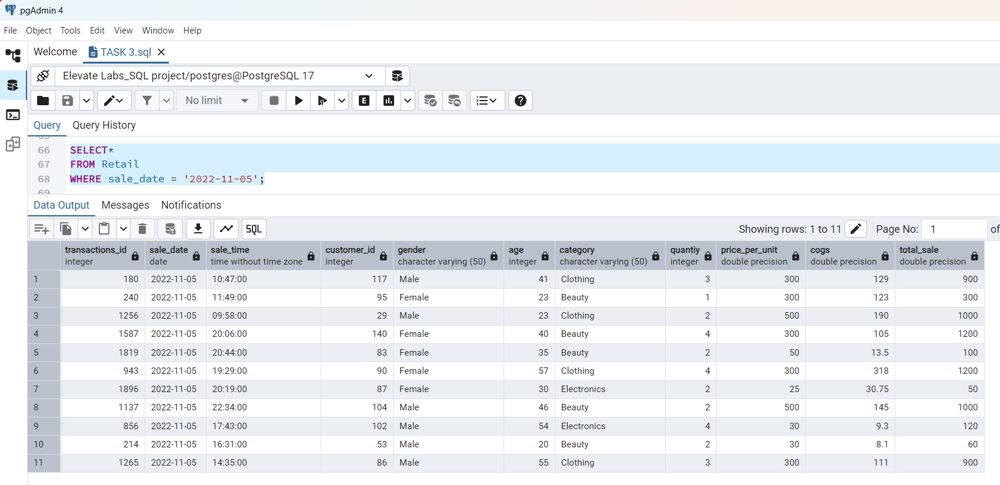 pgAdmin 4
File Object Tools Edit View Window Help
Welcome TASK 3.sql
Elevate Labs_SQL project/postgres@PostgreSQL 17
No limit
E
Query Query History
66 SELECT*
67 FROM Retail
68 WHERE sale_date = '2022-11-05';
69
Data Output Messages Notifications
SQL Showing rows: 1 to 11 Page No: 1 of
transactions_id sale_date sale_time customer_id gender age category quantiy price_per_unit cogs total_sale
integer date time without time zone integer character varying (50) integer character varying (50) integer double precision double precision double precision
1 180 2022-11-05 10:47:00 117 Male 41 Clothing 3 300 129 900
2 240 2022-11-05 11:49:00 95 Female 23 Beauty 1 300 123 300
3 1256 2022-11-05 09:58:00 29 Male 23 Clothing 2 500 190 1000
4 1587 2022-11-05 20:06:00 140 Female 40 Beauty 4 300 105 1200
5 1819 2022-11-05 20:44:00 83 Female 35 Beauty 2 50 13.5 100
6 943 2022-11-05 19:29:00 90 Female 57 Clothing 4 300 318 1200
7 1896 2022-11-05 20:19:00 87 Female 30 Electronics 2 25 30.75 50
8 1137 2022-11-05 22:34:00 104 Male 46 Beauty 2 500 145 1000
9 856 2022-11-05 17:43:00 102 Male 54 Electronics 4 30 9.3 120
10 214 2022-11-05 16:31:00 53 Male 20 Beauty 2 30 8.1 60
11 1265 2022-11-05 14:35:00 86 Male 55 Clothing 3 300 111 900